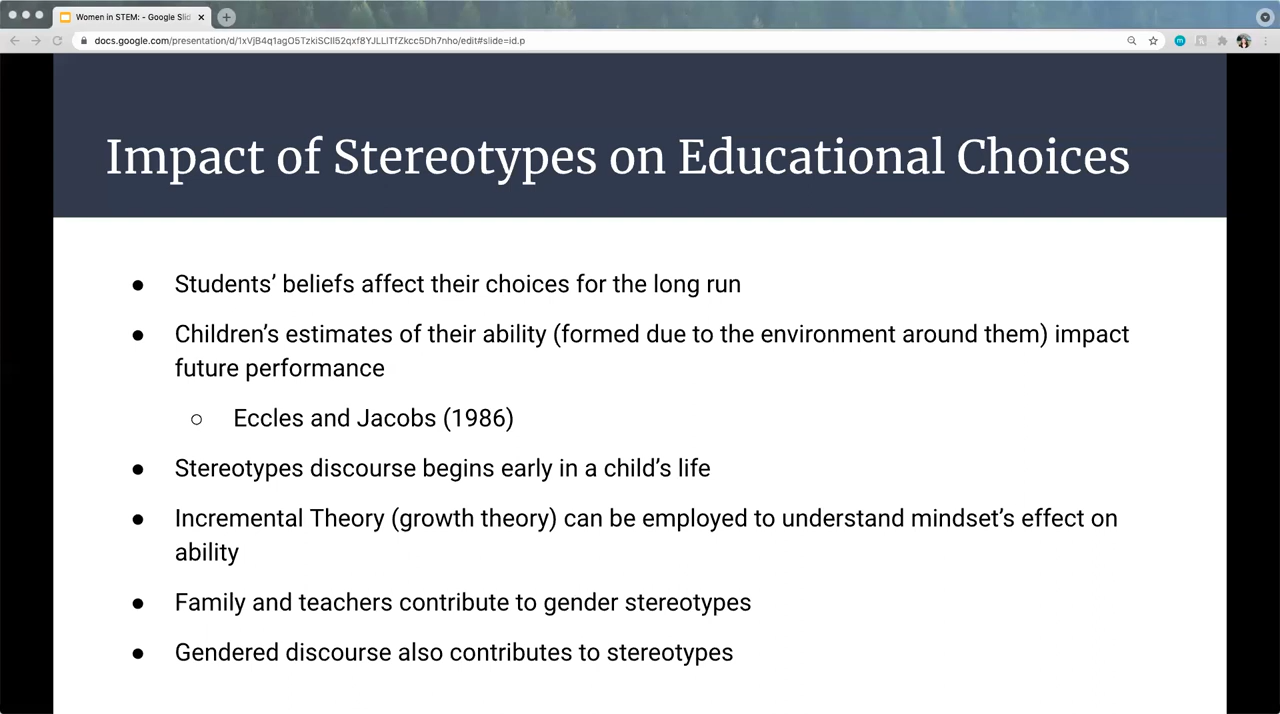 Women in STEM: - Google Slid
docs.google.com/presentation/d/1xVjB4q1agO5TzkiSCIl52qxf8YJLLITfZkcc5Dh7nho/edit#slide=id.p
Impact of Stereotypes on Educational Choices
● Students’ beliefs affect their choices for the long run
● Children’s estimates of their ability (formed due to the environment around them) impact
future performance
○ Eccles and Jacobs (1986)
● Stereotypes discourse begins early in a child’s life
● Incremental Theory (growth theory) can be employed to understand mindset’s effect on
ability
● Family and teachers contribute to gender stereotypes
● Gendered discourse also contributes to stereotypes